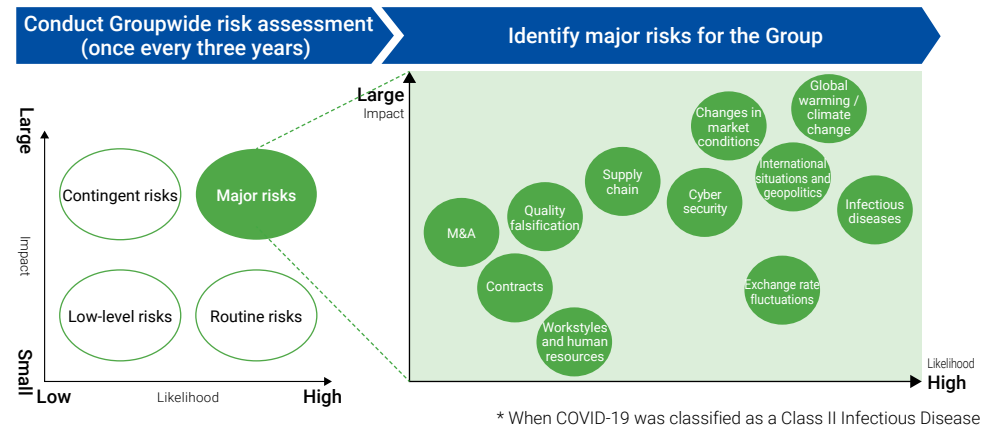 Conduct Groupwide risk assessment
(once every three years)
Identify major risks for the Group
Large
Impact
Small
Low
Likelihood
High
Contingent risks
Major risks
Low-level risks
Routine risks
Large
Impact
Global
warming /
climate
change
Changes in
market
conditions
International
situations and
geopolitics
Supply
chain
Cyber
security
Infectious
diseases
Quality
falsification
M&A
Contracts
Exchange rate
fluctuations
Workstyles
and human
resources
Likelihood
High
* When COVID-19 was classified as a Class II Infectious Disease